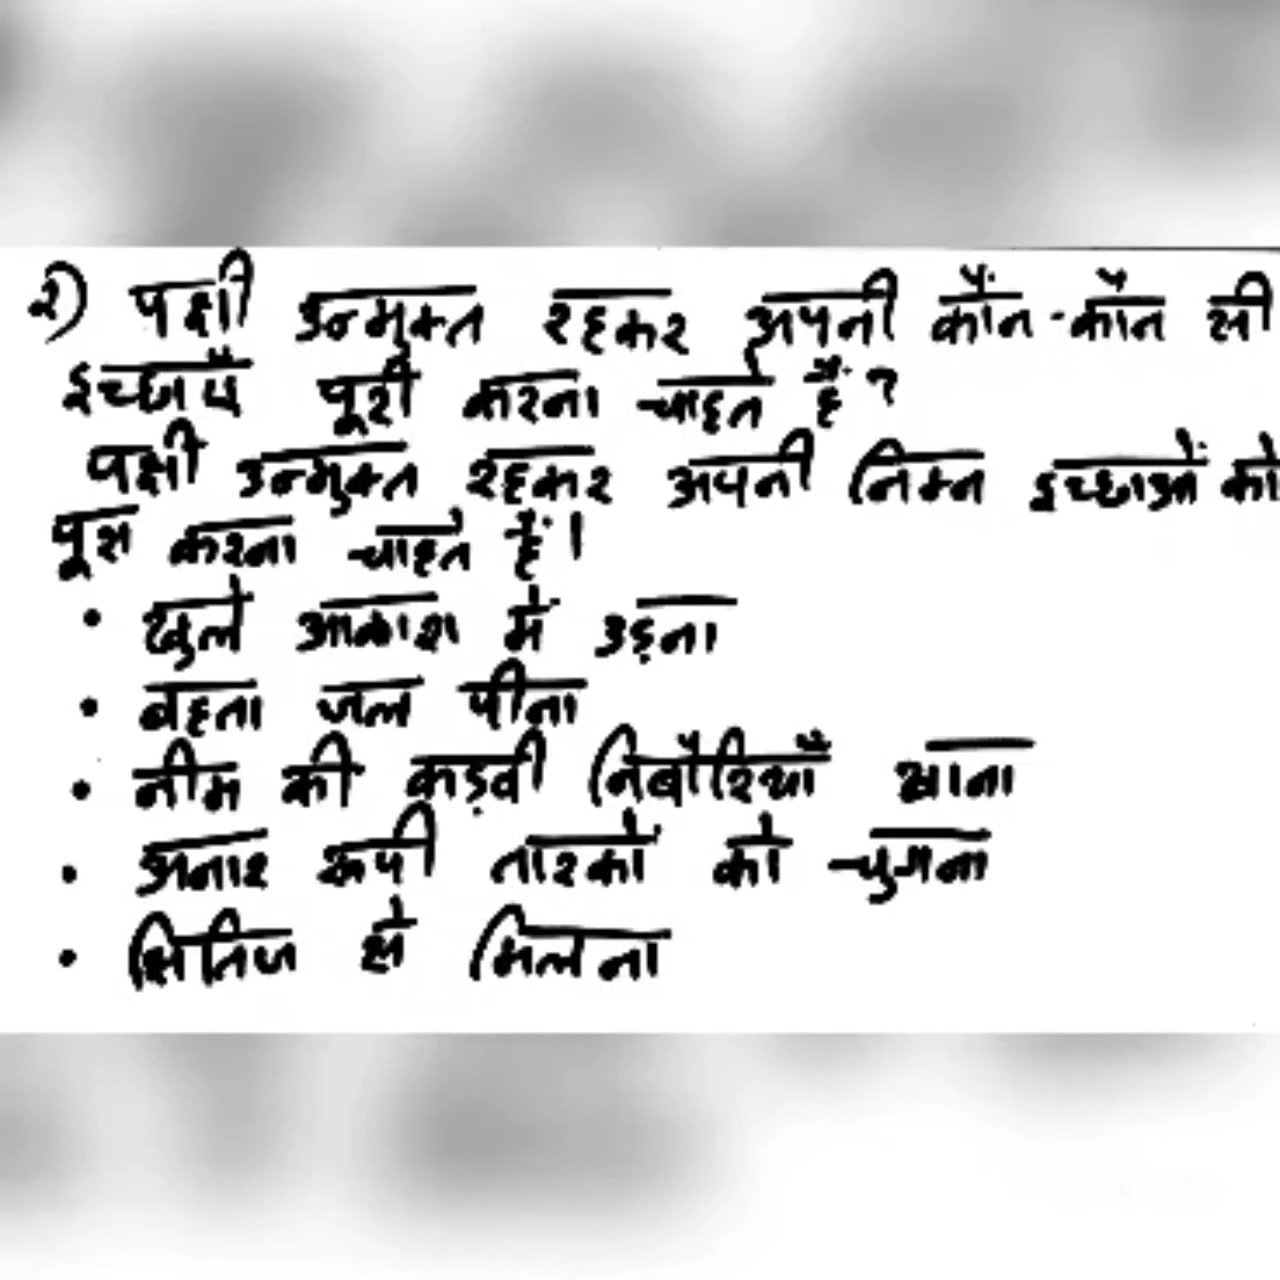 २) पक्षी उन्मुक्त रहकर अपनी कौन-कौन सी
इच्छाएँ पूरी करना चाहते हैं?
पक्षी उन्मुक्त रहकर अपनी निम्न इच्छाओं को
पूरा करना चाहते हैं।
• खुले आकाश में उड़ना
• बहता जल पीना
• नीम की कड़वी निबौरियाँ खाना
• अनार रूपी तारकों को चुगना
• क्षितिज से मिलना